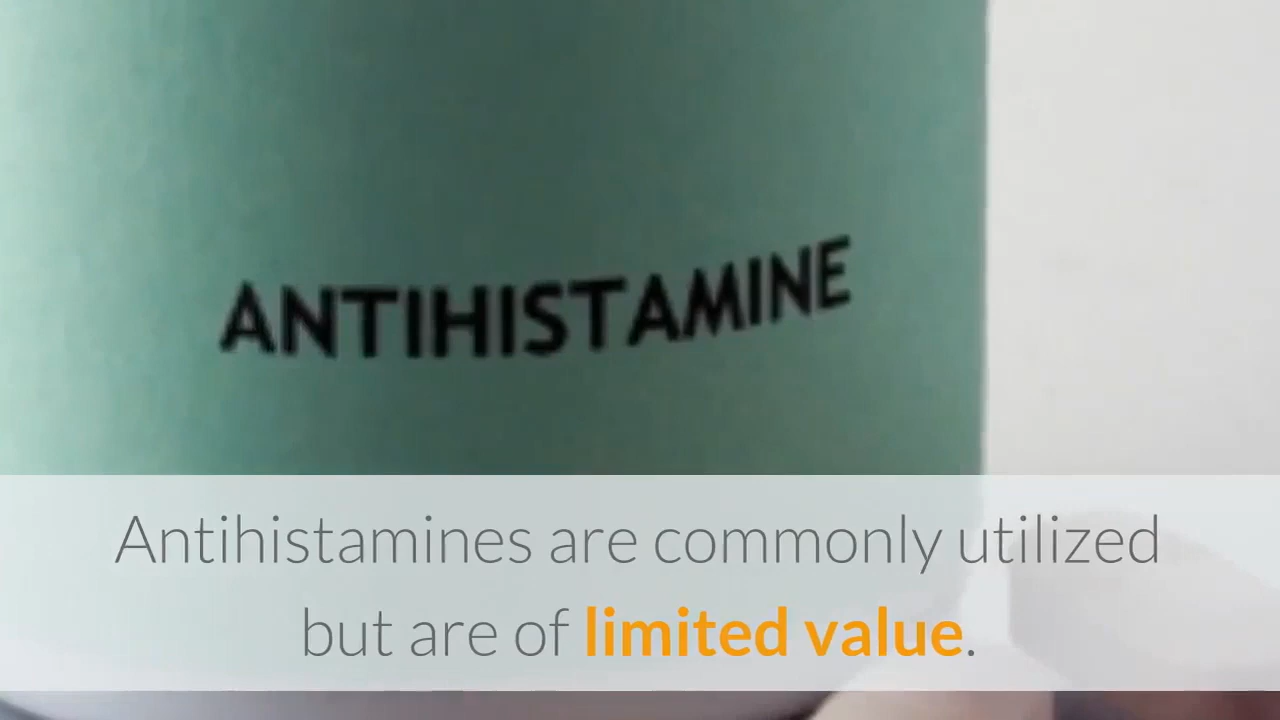 ANTIHISTAMINE
Antihistamines are commonly utilized
but are of limited value.